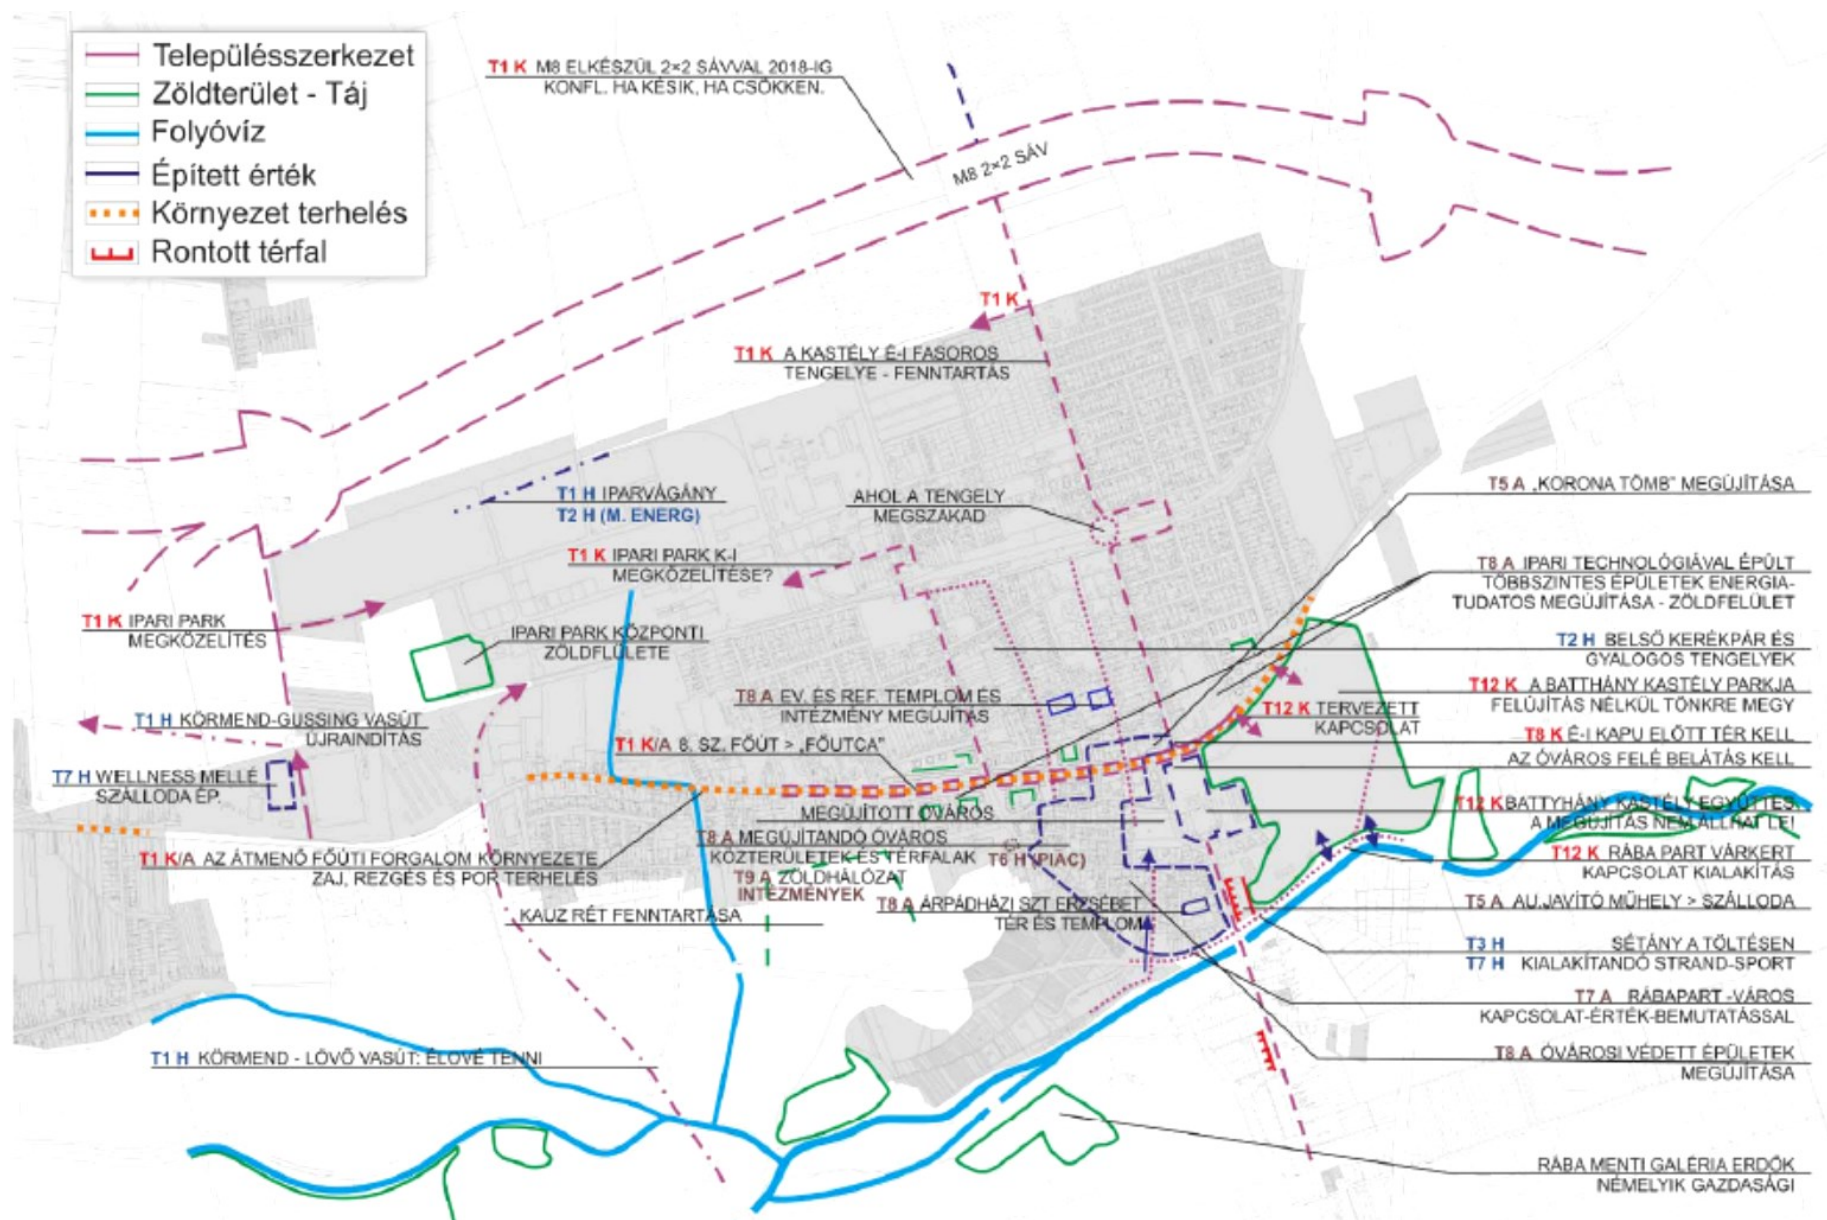 Településszerkezet
Zöldterület - Táj
Folyóvíz
Épített érték
Környezet terhelés
Rontott térfal
T1 K M8 ELKÉSZÜL 2×2 SÁVVAL 2018-IG
KONFL. HA KÉSIK, HA CSÖKKEN.
M8 2×2 SÁV
T1 K
T1 K A KASTÉLY É-I FASOROS
TENGELYE - FENNTARTÁS
T1 H IPARVÁGÁNY
T2 H (M. ENERG)
AHOL A TENGELY
MEGSZAKAD
T1 K IPARI PARK K-I
MEGKÖZELÍTÉSE?
T1 K IPARI PARK
MEGKÖZELÍTÉS
IPARI PARK KÖZPONTI
ZÖLDFLÜLETE
T1 H KÖRMEND-GUSSING VASÚT
ÚJRAINDÍTÁS
T8 A EV. ÉS REF. TEMPLOM ÉS
INTÉZMÉNY MEGÚJÍTÁS
T1 K/A 8. SZ. FŐÚT > „FŐUTCA"
T7 H WELLNESS MELLÉ
SZÁLLODA ÉP.
MEGÚJÍTOTT ÓVÁROS
T8 A MEGÚJÍTANDÓ ÓVÁROS
KÖZTERÜLETEK ÉS TÉRFALAK
T6 H (PIAC)
T9 A ZÖLDHÁLÓZAT
INTÉZMÉNYEK
T1 K/A AZ ÁTMENŐ FŐÚTI FORGALOM KÖRNYEZETE
ZAJ, REZGÉS ÉS POR TERHELÉS
T8 A ÁRPÁDHÁZI SZT ERZSÉBET
TÉR ÉS TEMPLOM
KAUZ RÉT FENNTARTÁSA
T1 H KÖRMEND - LÖVŐ VASÚT: ÉLŐVÉ TENNI
T5 A „KORONA TÖMB" MEGÚJÍTÁSA
T8 A IPARI TECHNOLÓGIÁVAL ÉPÜLT
TÖBBSZINTES ÉPÜLETEK ENERGIA-
TUDATOS MEGÚJÍTÁSA - ZÖLDFELÜLET
T2 H BELSŐ KERÉKPÁR ÉS
GYALOGOS TENGELYEK
T12 K A BATTHÁNY KASTÉLY PARKJA
FELÚJÍTÁS NÉLKÜL TÖNKRE MEGY
T12 K TERVEZETT
KAPCSOLAT
T8 K É-I KAPU ELŐTT TÉR KELL
AZ ÓVÁROS FELÉ BELÁTÁS KELL
T12 K BATTYHÁNY KASTÉLY EGYÜTTES,
A MEGÚJÍTÁS NEM ÁLLHAT LE!
T12 K RÁBA PART VÁRKERT
KAPCSOLAT KIALAKÍTÁS
T5 A AU.JAVÍTÓ MŰHELY > SZÁLLODA
T3 H SÉTÁNY A TÖLTÉSEN
T7 H KIALAKÍTANDÓ STRAND-SPORT
T7 A RÁBAPART -VÁROS
KAPCSOLAT-ÉRTÉK-BEMUTATÁSSAL
T8 A ÓVÁROSI VÉDETT ÉPÜLETEK
MEGÚJÍTÁSA
RÁBA MENTI GALÉRIA ERDŐK
NÉMELYIK GAZDASÁGI